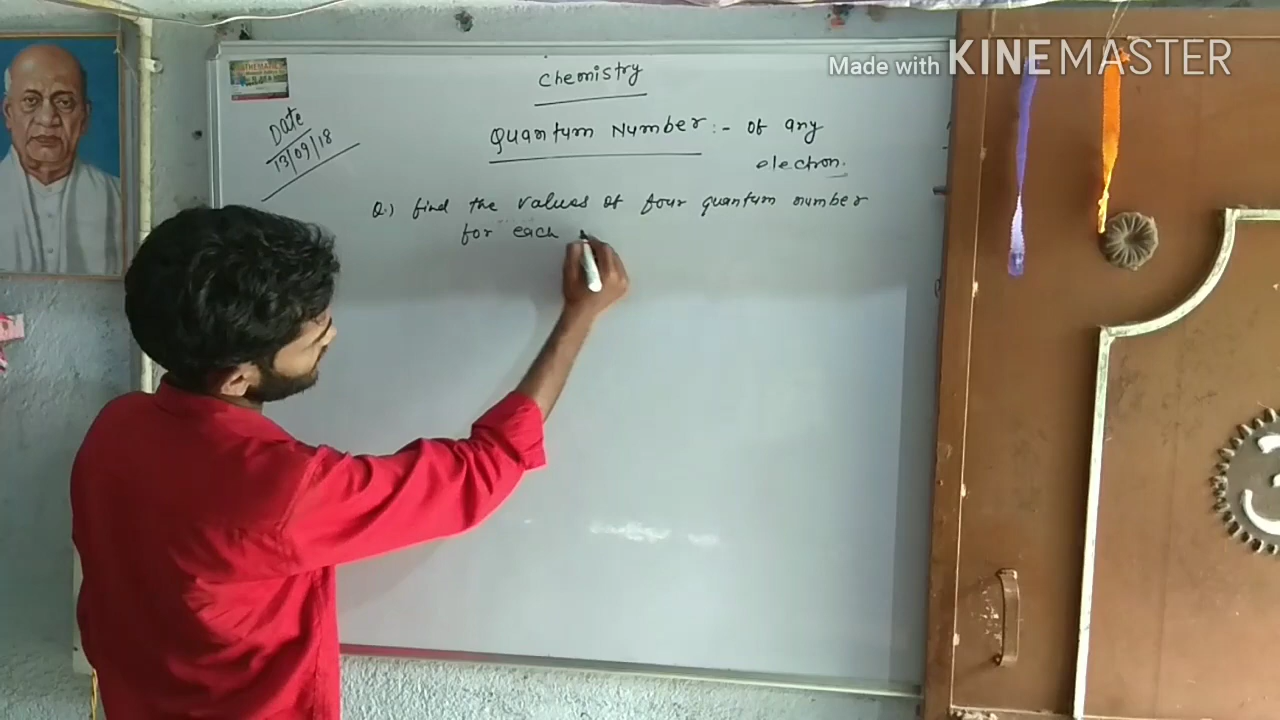 Made with KINEMASTER
Chemistry
DATE
13/09/18
Quantum Number :- of any
electron.
Q.) find the values of four quantum number
for each